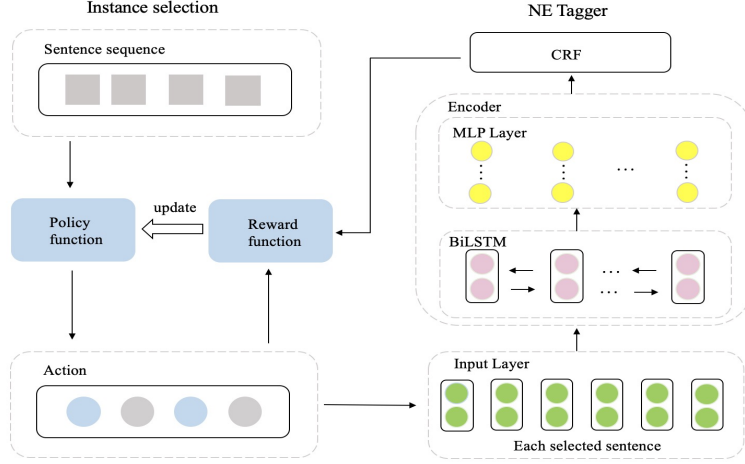 Instance selection
NE Tagger
Sentence sequence
CRF
Encoder
MLP Layer
...
Policy
function
update
Reward
function
BiLSTM
...
...
Action
Input Layer
Each selected sentence